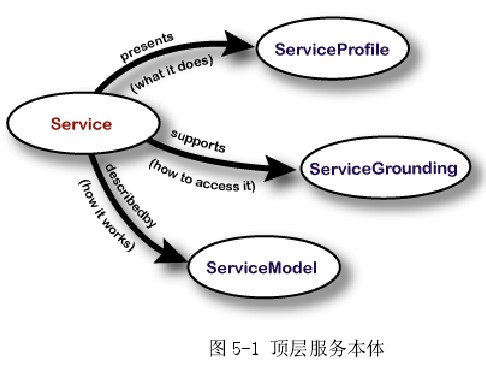 presents
(what it does)
ServiceProfile
Service
supports
(how to access it)
ServiceGrounding
describedby
(how it works)
ServiceModel
图5-1 顶层服务本体